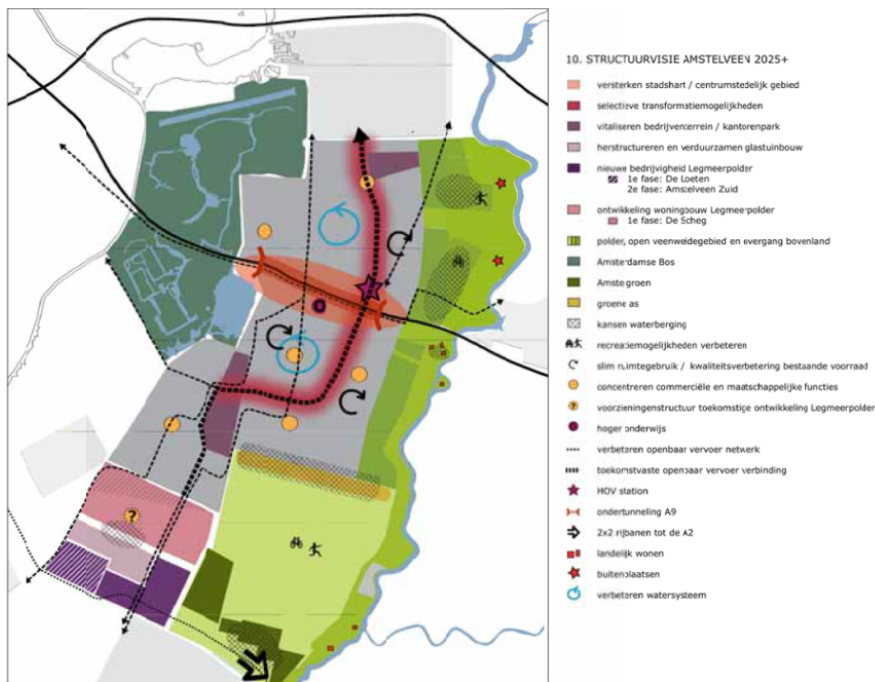 10. STRUCTUURVISIE AMSTELVEEN 2025+
versterken stadshart / centrumstedelijk gebied
selectieve transformatiemogelijkheden
vitaliseren bedrijventerrein / kantorenpark
herstructureren en verduurzamen glastuinbouw
nieuwe bedrijvigheid Legmeerpolder
1e fase: De Loeten
2e fase: Amstelveen Zuid
ontwikkeling woningbouw Legmeerpolder
1e fase: De Scheg
polder, open veenweidegebied en overgang bovenland
Amsterdamse Bos
Amstelgroen
groene as
kansen waterberging
recreatiemogelijkheden verbeteren
slim ruimtegebruik / kwaliteitsverbetering bestaande voorraad
concentreren commerciële en maatschappelijke functies
? voorzieningenstructuur toekomstige ontwikkeling Legmeerpolder
hoger onderwijs
verbeteren openbaar vervoer netwerk
toekomstvaste openbaar vervoer verbinding
HOV station
ondertunneling A9
2x2 rijbanen tot de A2
landelijk wonen
buitenplaatsen
verbeteren watersysteem
?